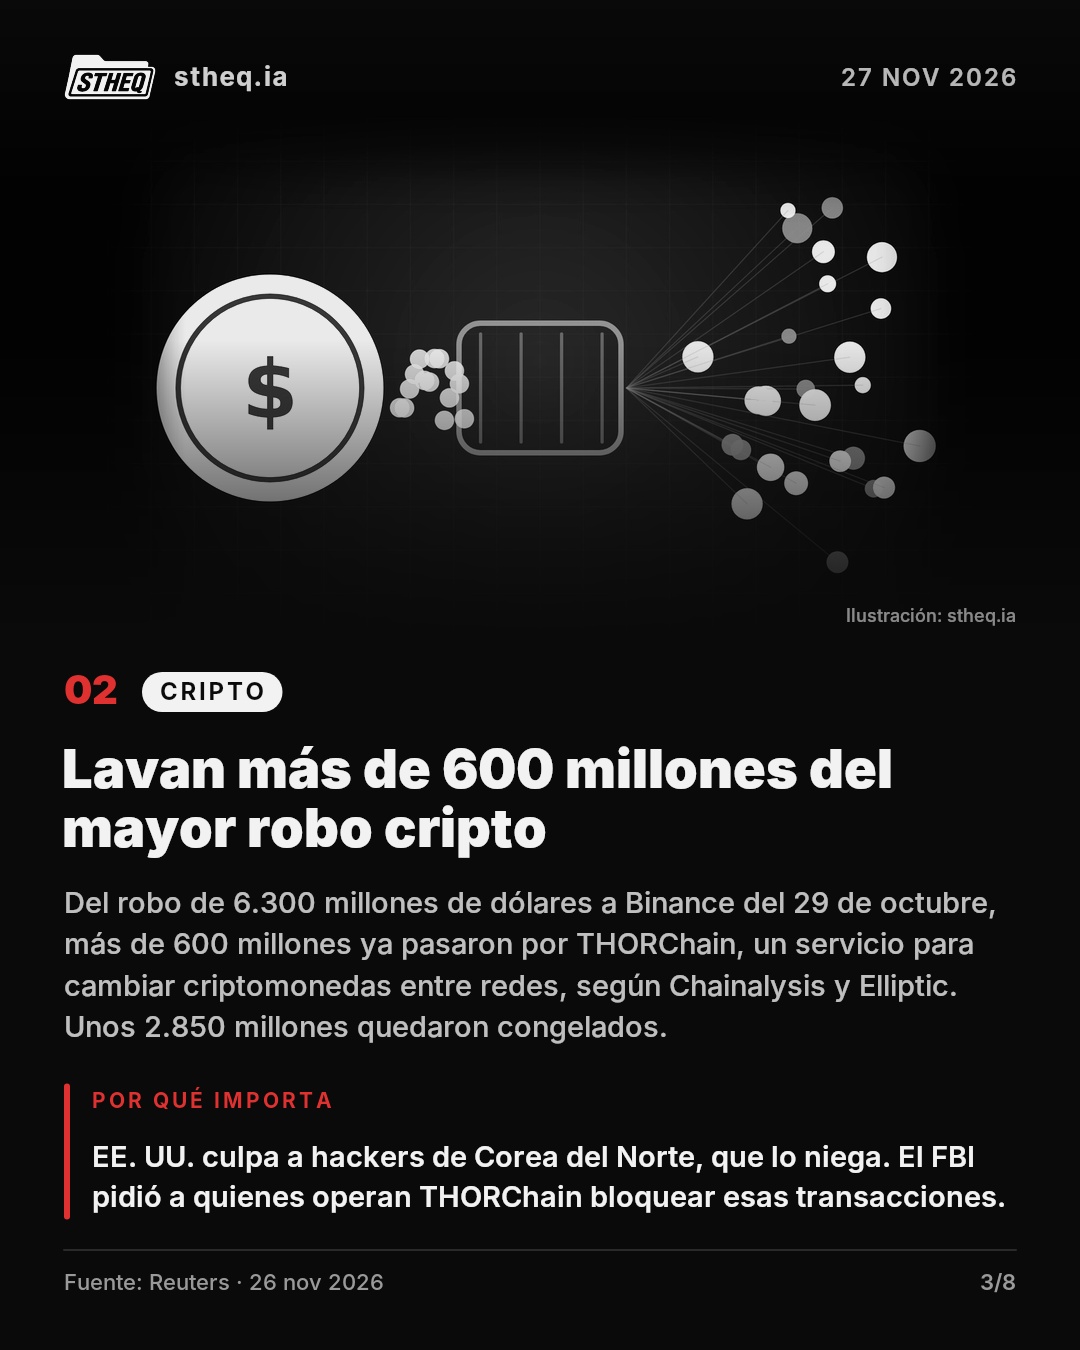 STHEQ stheq.ia
27 NOV 2026
$
Ilustración: stheq.ia
02 CRIPTO
Lavan más de 600 millones del
mayor robo cripto
Del robo de 6.300 millones de dólares a Binance del 29 de octubre,
más de 600 millones ya pasaron por THORChain, un servicio para
cambiar criptomonedas entre redes, según Chainalysis y Elliptic.
Unos 2.850 millones quedaron congelados.
POR QUÉ IMPORTA
EE. UU. culpa a hackers de Corea del Norte, que lo niega. El FBI
pidió a quienes operan THORChain bloquear esas transacciones.
Fuente: Reuters · 26 nov 2026
3/8